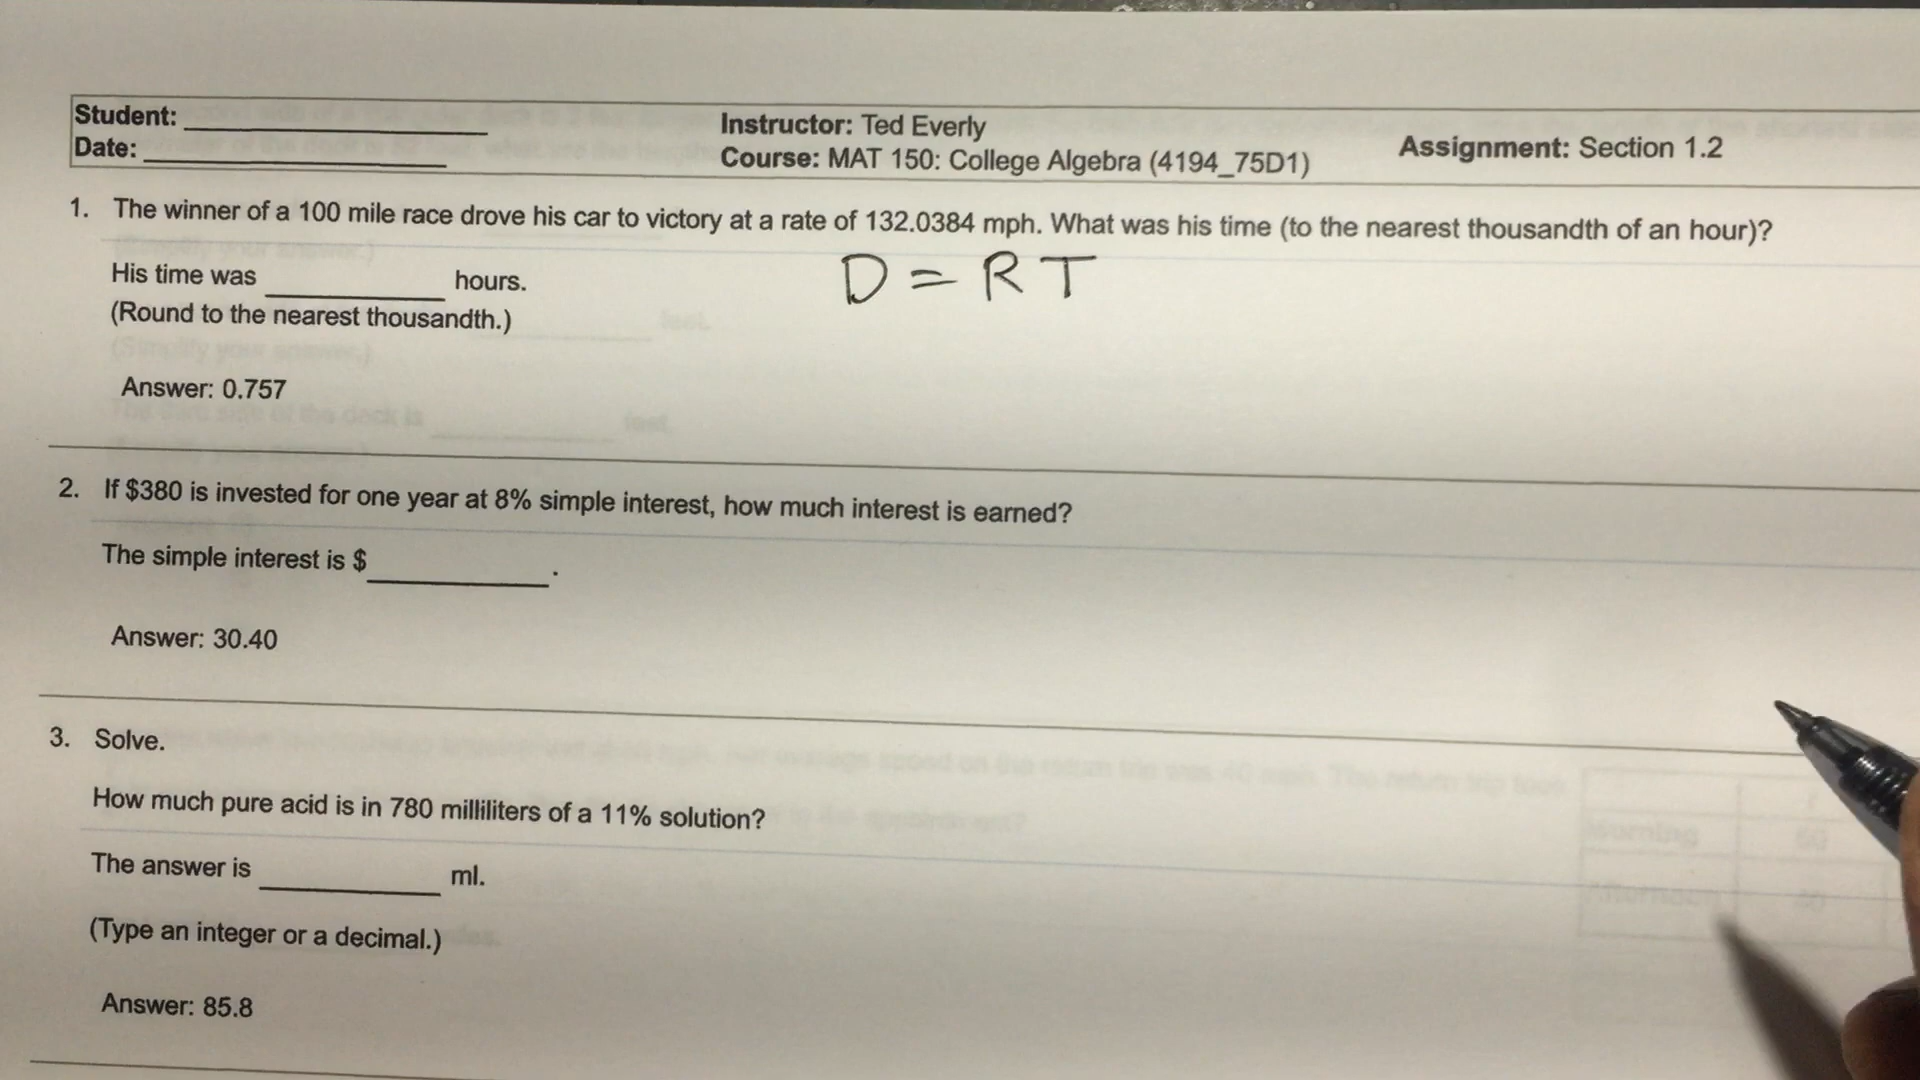 Student: 
Date: 
Instructor: Ted Everly
Course: MAT 150: College Algebra (4194_75D1)
Assignment: Section 1.2
1. The winner of a 100 mile race drove his car to victory at a rate of 132.0384 mph. What was his time (to the nearest thousandth of an hour)?
His time was hours.
D = R T
(Round to the nearest thousandth.)
Answer: 0.757
2. If $380 is invested for one year at 8% simple interest, how much interest is earned?
The simple interest is $ .
Answer: 30.40
3. Solve.
How much pure acid is in 780 milliliters of a 11% solution?
The answer is ml.
(Type an integer or a decimal.)
Answer: 85.8